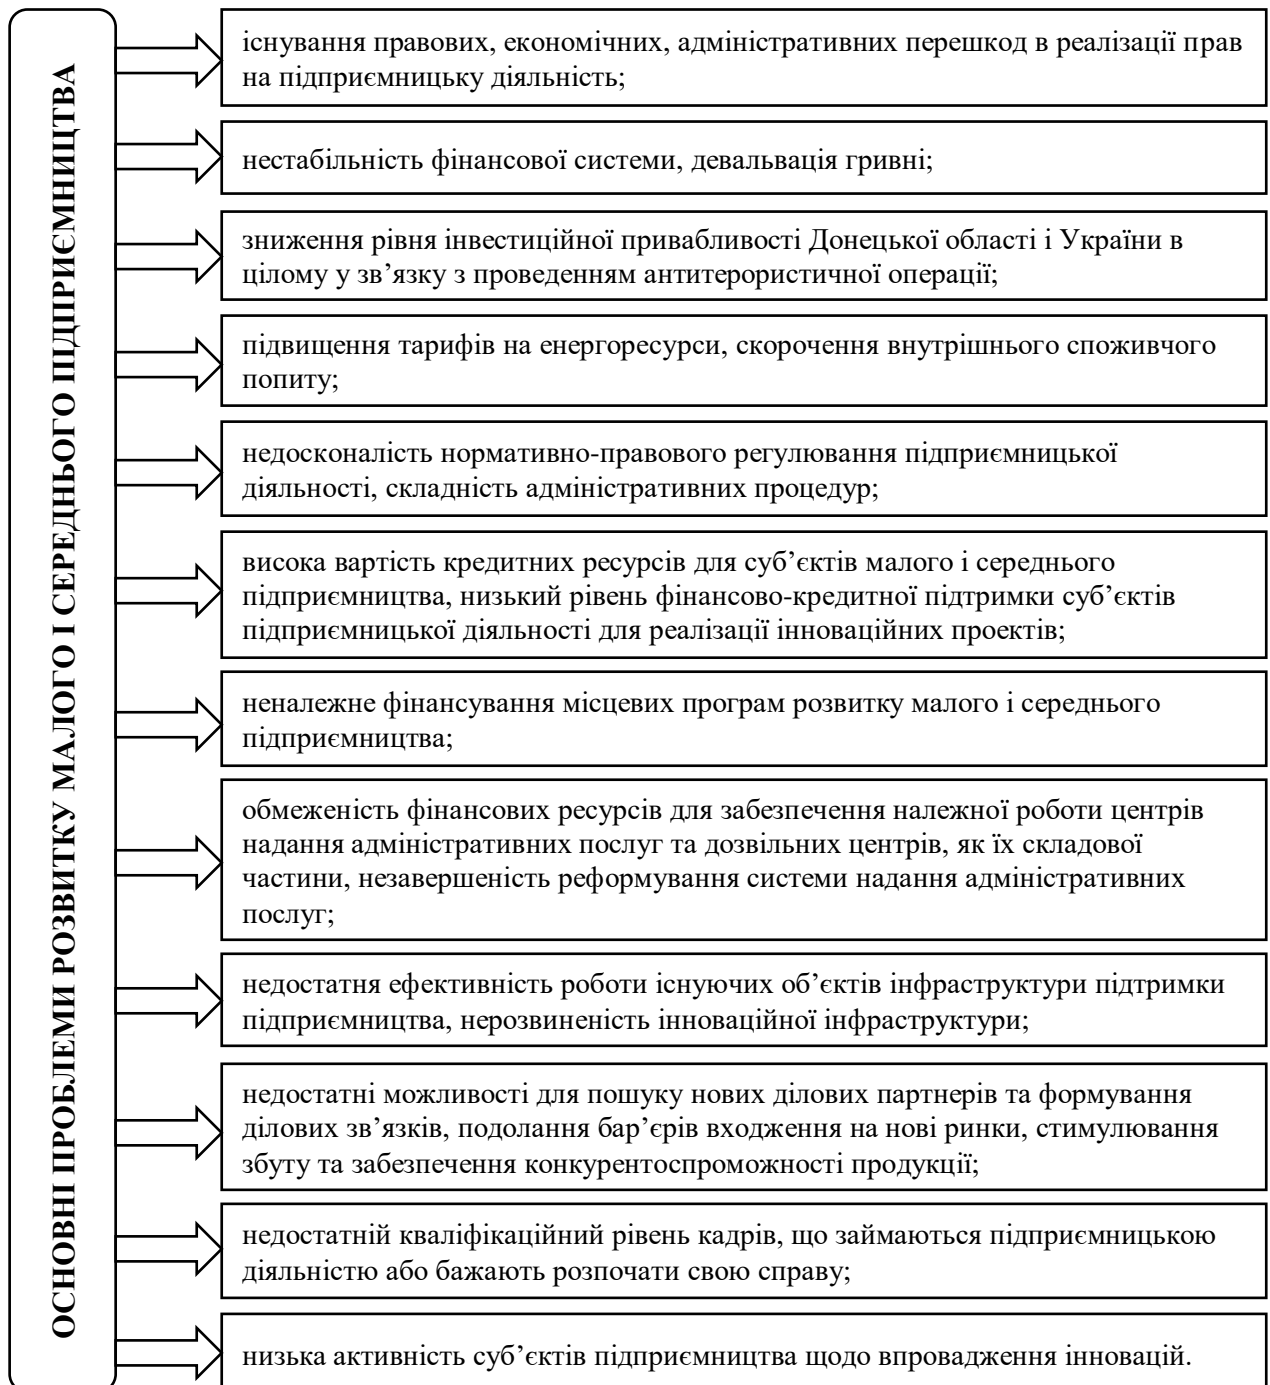 ОСНОВНІ ПРОБЛЕМИ РОЗВИТКУ МАЛОГО І СЕРЕДНЬОГО ПІДПРИЄМНИЦТВА
існування правових, економічних, адміністративних перешкод в реалізації прав
на підприємницьку діяльність;
нестабільність фінансової системи, девальвація гривні;
зниження рівня інвестиційної привабливості Донецької області і України в
цілому у зв’язку з проведенням антитерористичної операції;
підвищення тарифів на енергоресурси, скорочення внутрішнього споживчого
попиту;
недосконалість нормативно-правового регулювання підприємницької
діяльності, складність адміністративних процедур;
висока вартість кредитних ресурсів для суб’єктів малого і середнього
підприємництва, низький рівень фінансово-кредитної підтримки суб’єктів
підприємницької діяльності для реалізації інноваційних проектів;
неналежне фінансування місцевих програм розвитку малого і середнього
підприємництва;
обмеженість фінансових ресурсів для забезпечення належної роботи центрів
надання адміністративних послуг та дозвільних центрів, як їх складової
частини, незавершеність реформування системи надання адміністративних
послуг;
недостатня ефективність роботи існуючих об’єктів інфраструктури підтримки
підприємництва, нерозвиненість інноваційної інфраструктури;
недостатні можливості для пошуку нових ділових партнерів та формування
ділових зв’язків, подолання бар’єрів входження на нові ринки, стимулювання
збуту та забезпечення конкурентоспроможності продукції;
недостатній кваліфікаційний рівень кадрів, що займаються підприємницькою
діяльністю або бажають розпочати свою справу;
низька активність суб’єктів підприємництва щодо впровадження інновацій.